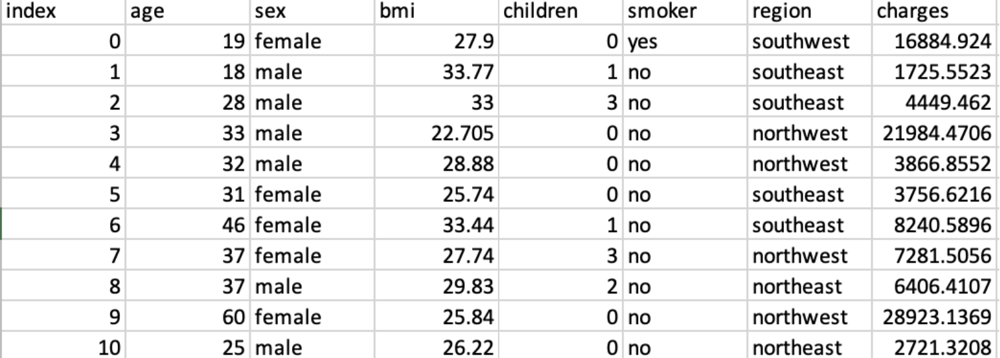 index age sex bmi children smoker region charges
0 19 female 27.9 0 yes southwest 16884.924
1 18 male 33.77 1 no southeast 1725.5523
2 28 male 33 3 no southeast 4449.462
3 33 male 22.705 0 no northwest 21984.4706
4 32 male 28.88 0 no northwest 3866.8552
5 31 female 25.74 0 no southeast 3756.6216
6 46 female 33.44 1 no southeast 8240.5896
7 37 female 27.74 3 no northwest 7281.5056
8 37 male 29.83 2 no northeast 6406.4107
9 60 female 25.84 0 no northwest 28923.1369
10 25 male 26.22 0 no northeast 2721.3208